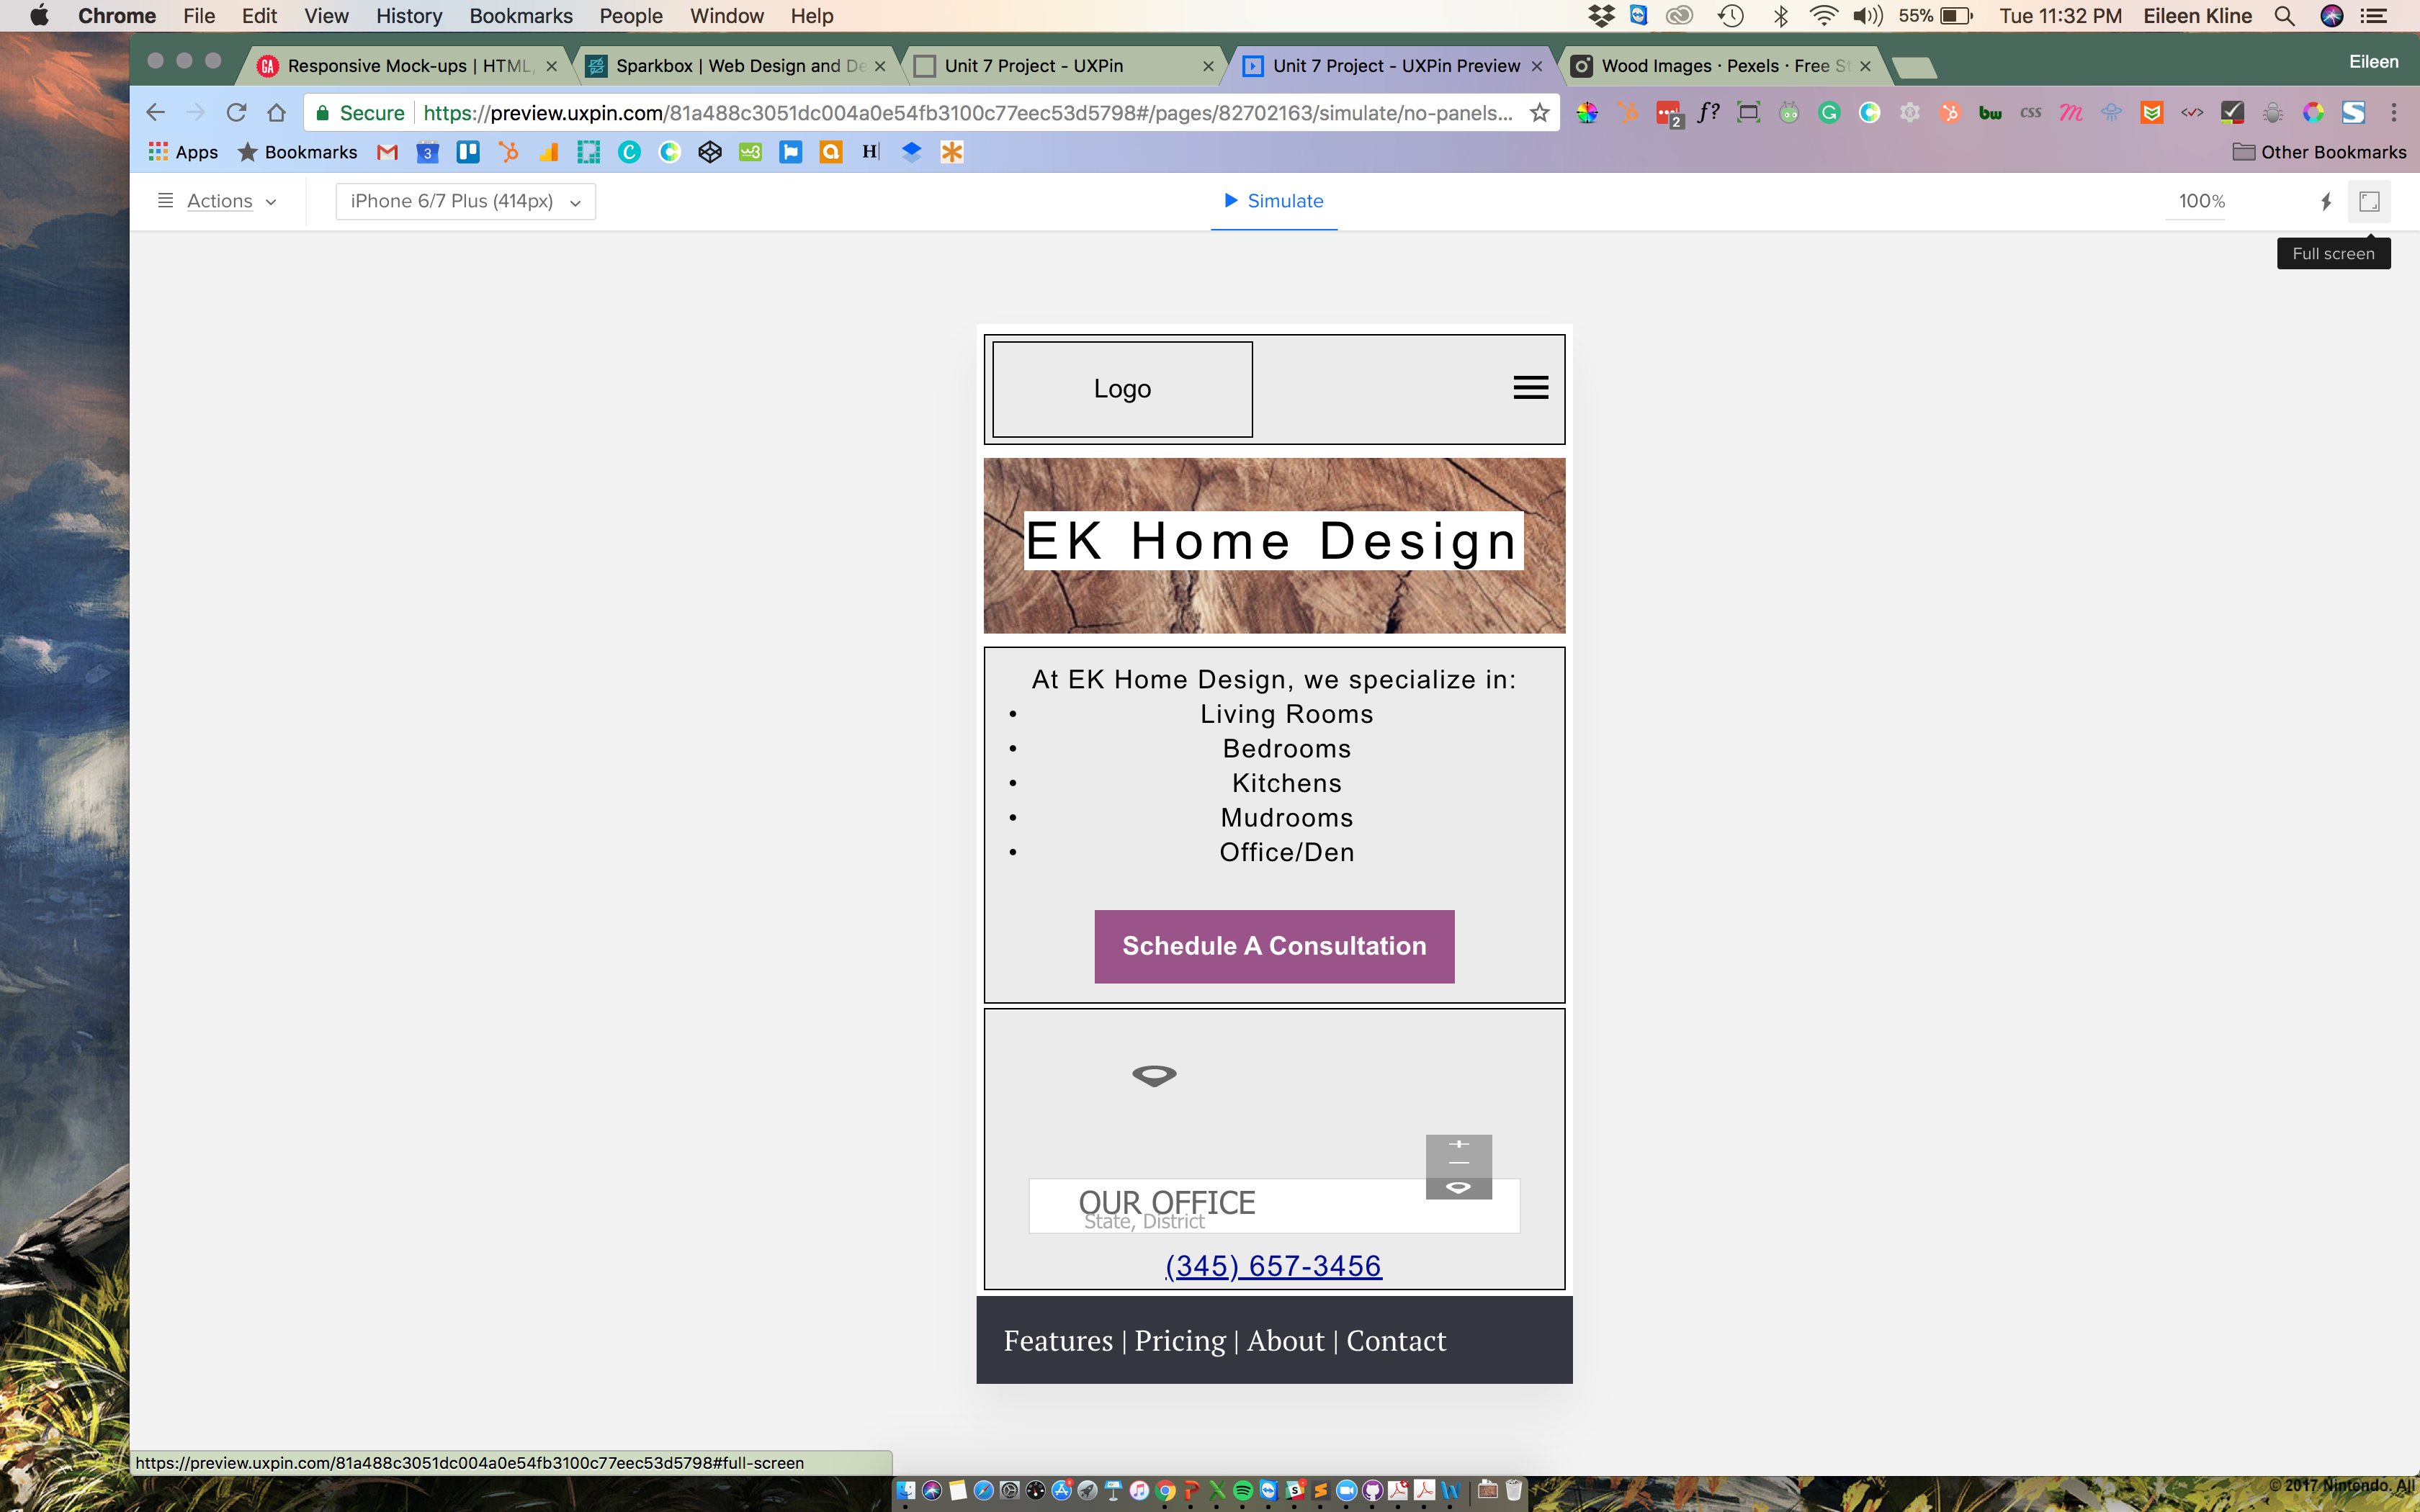 Chrome File Edit View History Bookmarks People Window Help 55% Tue 11:32 PM Eileen Kline
Responsive Mock-ups | HTML, Sparkbox | Web Design and De Unit 7 Project - UXPin Unit 7 Project - UXPin Preview Wood Images · Pexels · Free St Eileen
Secure https://preview.uxpin.com/81a488c3051dc004a0e54fb3100c77eec53d5798#/pages/82702163/simulate/no-panels...
Apps Bookmarks Other Bookmarks
Actions iPhone 6/7 Plus (414px) Simulate 100%
Full screen
Logo
EK Home Design
At EK Home Design, we specialize in:
• Living Rooms
• Bedrooms
• Kitchens
• Mudrooms
• Office/Den
Schedule A Consultation
OUR OFFICE
State, District
(345) 657-3456
Features | Pricing | About | Contact
https://preview.uxpin.com/81a488c3051dc004a0e54fb3100c77eec53d5798#full-screen
© 2017 Nintendo. All